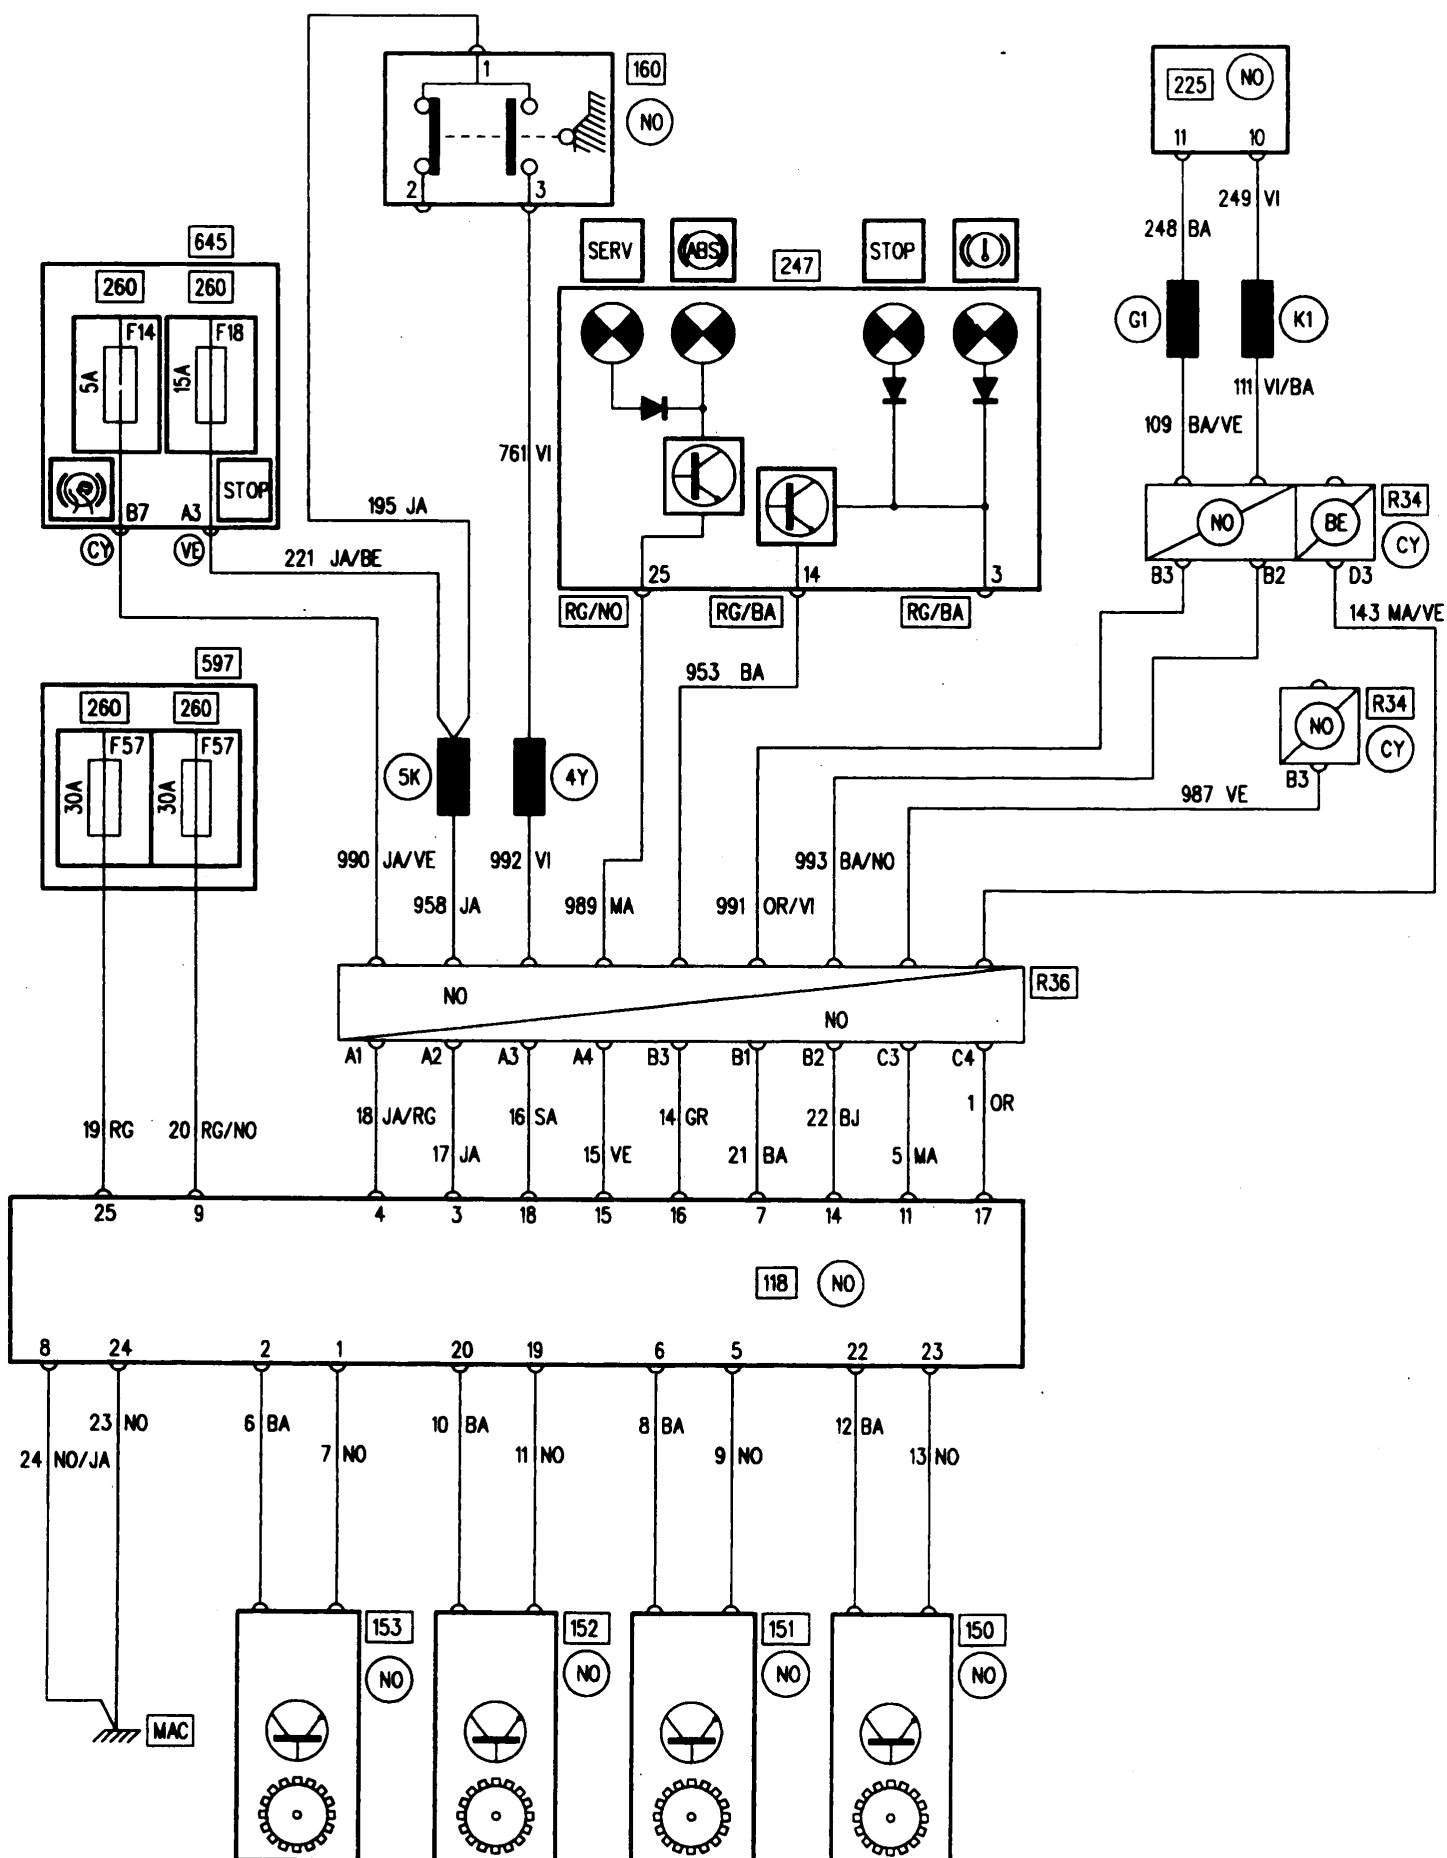 1
160
NO
2
3
225
NO
11
10
249 VI
248 BA
G1
K1
111 VI/BA
109 BA/VE
645
260
260
F14
F18
5A
15A
STOP
B7
A3
CY
VE
SERV
ABS
247
STOP
25
14
3
RG/NO
RG/BA
RG/BA
761 VI
195 JA
221 JA/BE
NO
BE
R34
CY
B3
B2
D3
143 MA/VE
953 BA
597
260
260
F57
F57
30A
30A
5K
4Y
NO
R34
CY
B3
987 VE
990 JA/VE
992 VI
993 BA/NO
958 JA
989 MA
991 OR/VI
NO
NO
R36
A1
A2
A3
A4
B3
B1
B2
C3
C4
18 JA/RG
16 SA
14 GR
22 BJ
1 OR
19 RG
20 RG/NO
17 JA
15 VE
21 BA
5 MA
25
9
4
3
18
15
16
7
14
11
17
118
NO
8
24
2
1
20
19
6
5
22
23
23 NO
6 BA
10 BA
8 BA
12 BA
24 NO/JA
7 NO
11 NO
9 NO
13 NO
153
NO
152
NO
151
NO
150
NO
MAC